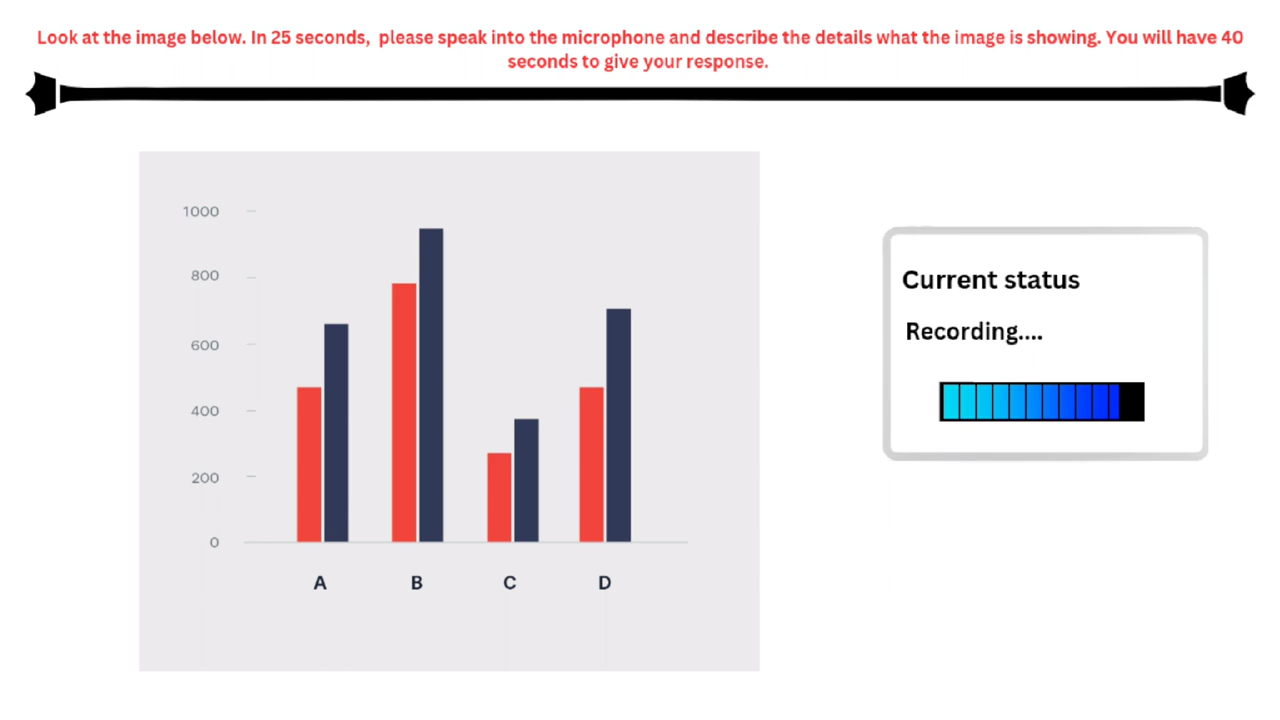 Look at the image below. In 25 seconds, please speak into the microphone and describe the details what the image is showing. You will have 40
seconds to give your response.
1000
800
600
400
200
0
A B C D
Current status
Recording....